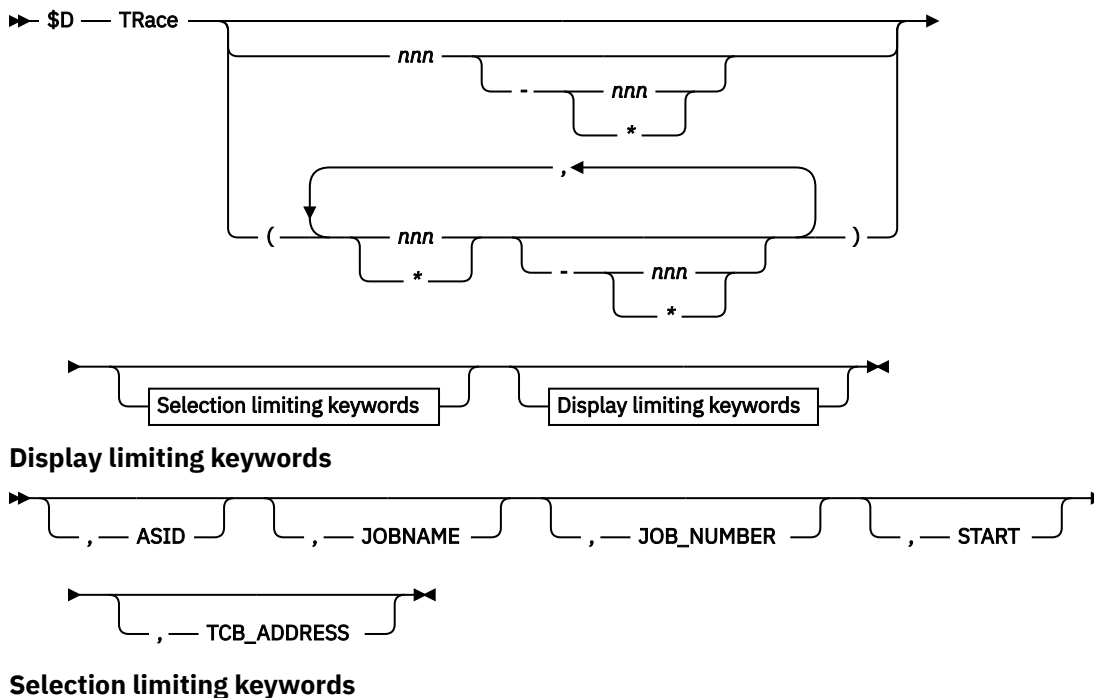 $D TRace
nnn
- nnn
*
,
( nnn )
* - nnn
*
Selection limiting keywords Display limiting keywords
Display limiting keywords
, ASID , JOBNAME , JOB_NUMBER , START
, TCB_ADDRESS
Selection limiting keywords